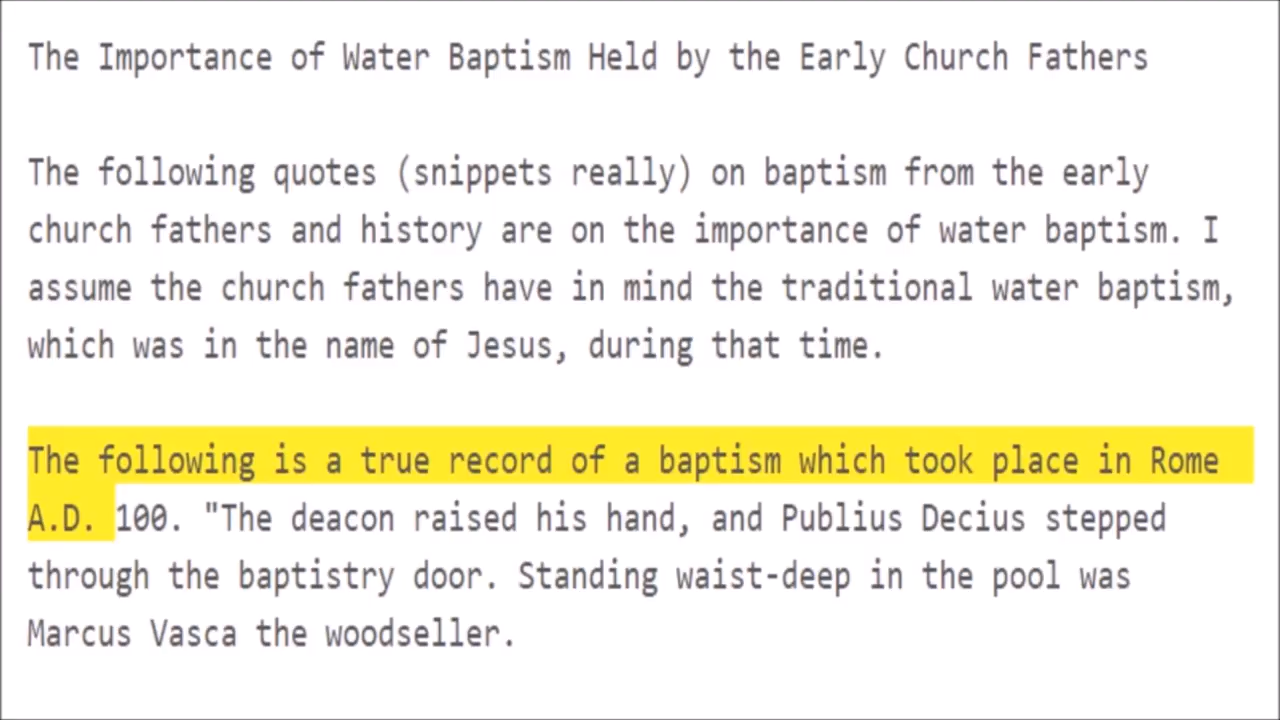 The Importance of Water Baptism Held by the Early Church Fathers
The following quotes (snippets really) on baptism from the early
church fathers and history are on the importance of water baptism. I
assume the church fathers have in mind the traditional water baptism,
which was in the name of Jesus, during that time.
The following is a true record of a baptism which took place in Rome
A.D. 100. "The deacon raised his hand, and Publius Decius stepped
through the baptistry door. Standing waist-deep in the pool was
Marcus Vasca the woodseller.